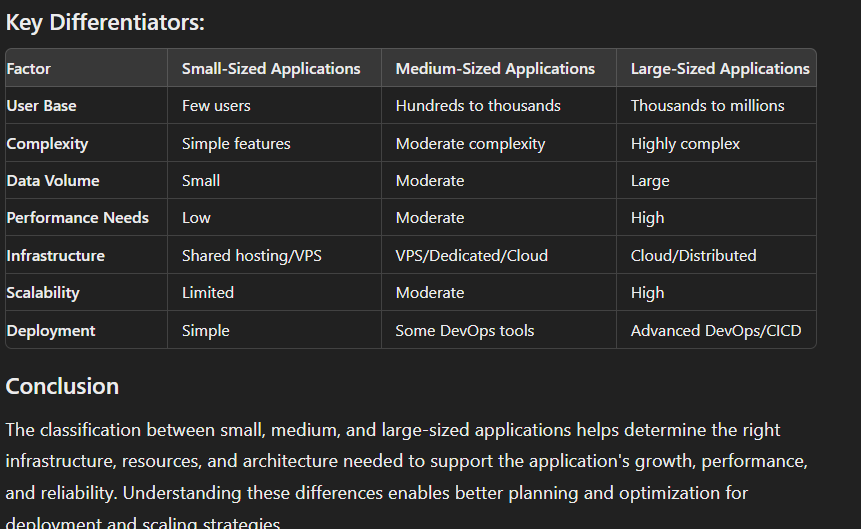 Key Differentiators:
Factor Small-Sized Applications Medium-Sized Applications Large-Sized Applications
User Base Few users Hundreds to thousands Thousands to millions
Complexity Simple features Moderate complexity Highly complex
Data Volume Small Moderate Large
Performance Needs Low Moderate High
Infrastructure Shared hosting/VPS VPS/Dedicated/Cloud Cloud/Distributed
Scalability Limited Moderate High
Deployment Simple Some DevOps tools Advanced DevOps/CICD
Conclusion
The classification between small, medium, and large-sized applications helps determine the right
infrastructure, resources, and architecture needed to support the application's growth, performance,
and reliability. Understanding these differences enables better planning and optimization for
deployment and scaling strategies.